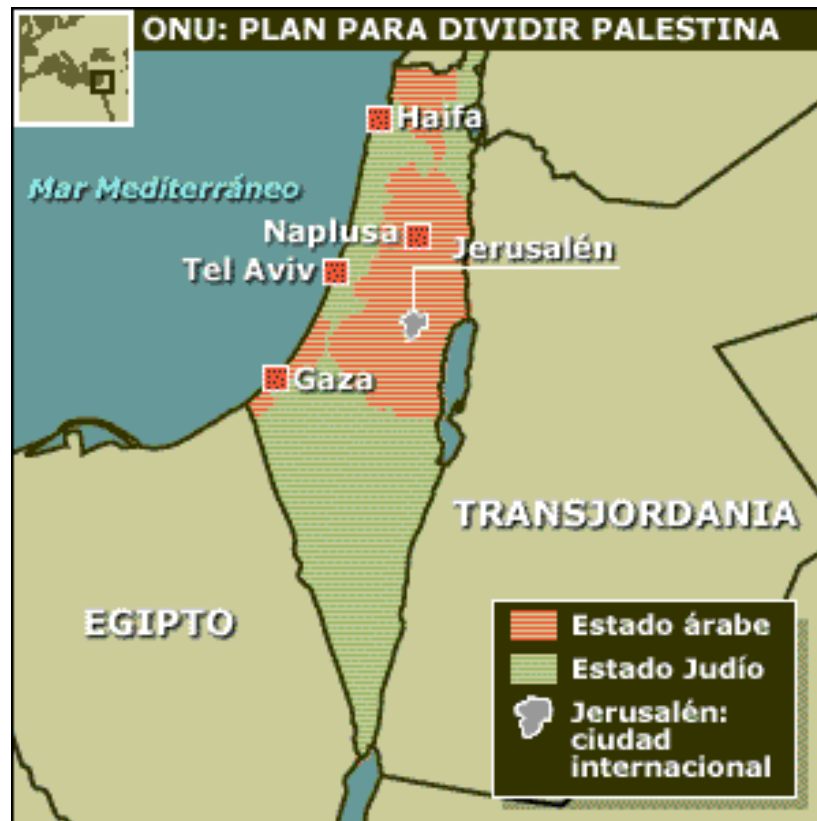 ONU: PLAN PARA DIVIDIR PALESTINA
Haifa
Mar Mediterráneo
Naplusa
Jerusalén
Tel Aviv
Gaza
TRANSJORDANIA
EGIPTO
Estado árabe
Estado Judío
Jerusalén:
ciudad
internacional